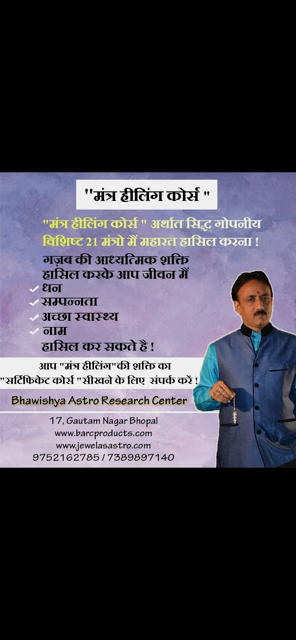 "मंत्र हीलिंग कोर्स "
"मंत्र हीलिंग कोर्स " अर्थात सिद्ध गोपनीय
विशिष्ट 21 मंत्रो में महारत हासिल करना !
गज़ब की आध्यात्मिक शक्ति
हासिल करके आप जीवन में
धन
सम्पन्नता
अच्छा स्वास्थ्य
नाम
हासिल कर सकते है !
आप "मंत्र हीलिंग"की शक्ति का
"सर्टिफिकेट कोर्स "सीखने के लिए संपर्क करें !
Bhawishya Astro Research Center
17, Gautam Nagar Bhopal
www.barcproducts.com
www.jewelasastro.com
9752162785 / 7389897140